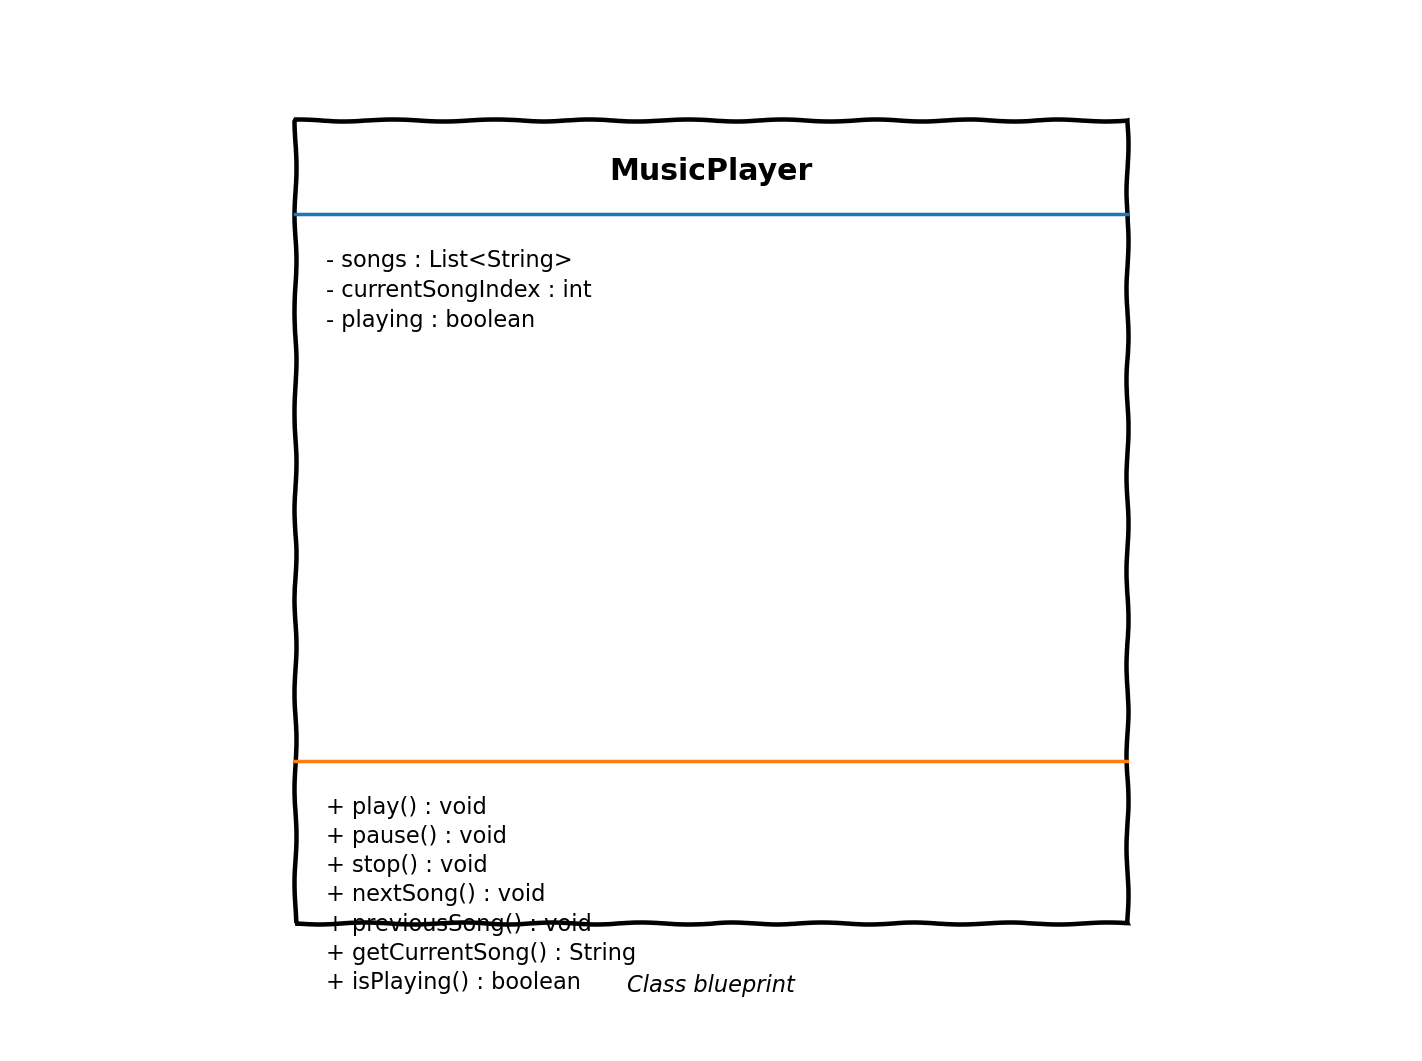 MusicPlayer
- songs : List<String>
- currentSongIndex : int
- playing : boolean
+ play() : void
+ pause() : void
+ stop() : void
+ nextSong() : void
+ previousSong() : void
+ getCurrentSong() : String
+ isPlaying() : boolean
Class blueprint